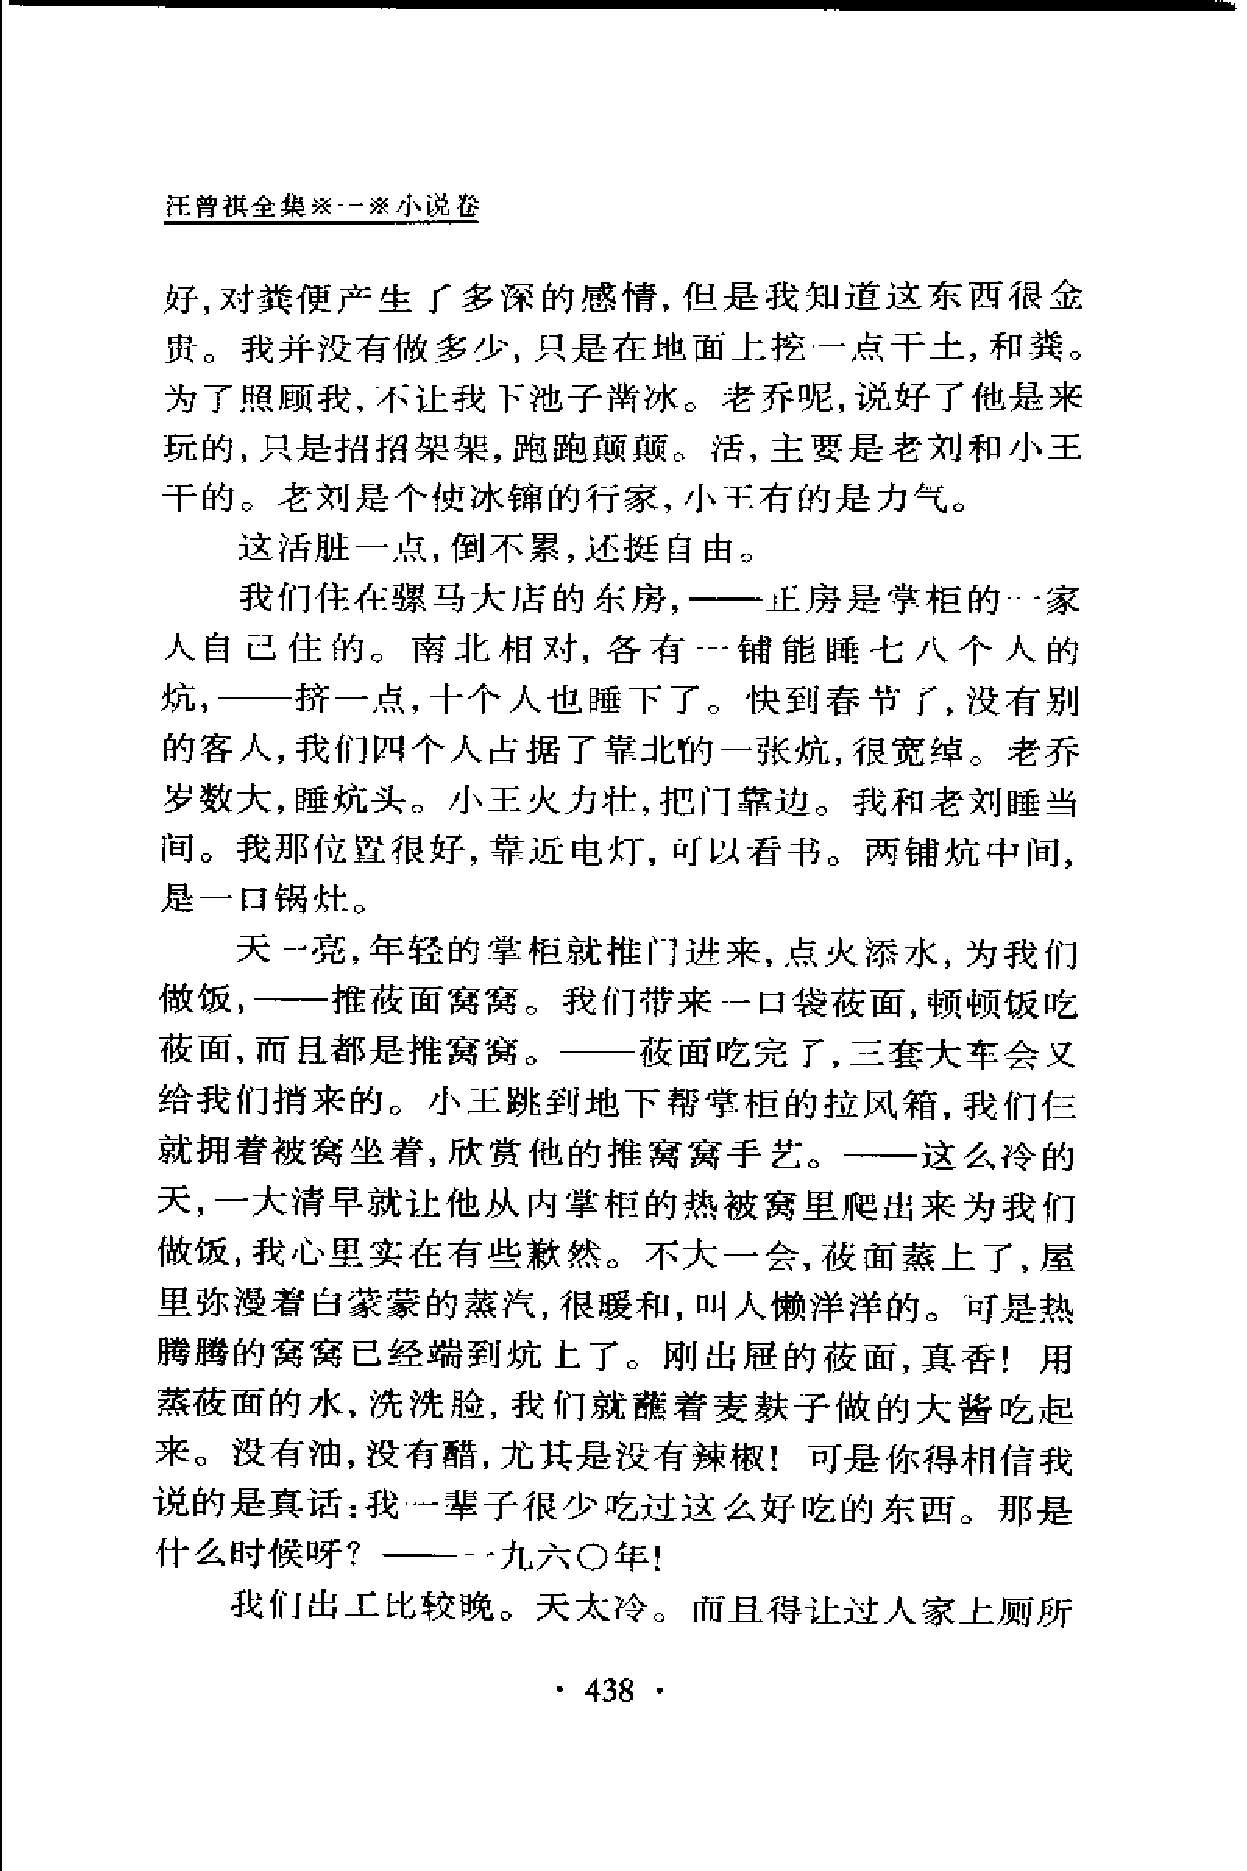 汪曾祺全集※一※小说卷
好,对粪便产生了多深的感情,但是我知道这东西很金
贵。我并没有做多少,只是在地面上挖一点干土,和粪。
为了照顾我,不让我下池子凿冰。老乔呢,说好了他是来
玩的,只是招招架架,跑跑颠颠。活,主要是老刘和小王
干的。老刘是个使冰镩的行家,小王有的是力气。
这活脏一点,倒不累,还挺自由。
我们住在骡马大店的东房,——正房是掌柜的一家
人自己住的。南北相对,各有一铺能睡七八个人的
炕,——挤一点,十个人也睡下了。快到春节了,没有别
的客人,我们四个人占据了靠北的一张炕,很宽绰。老乔
岁数大,睡炕头。小王火力壮,把门靠边。我和老刘睡当
间。我那位置很好,靠近电灯,可以看书。两铺炕中间,
是一口锅灶。
天一亮,年轻的掌柜就推门进来,点火添水,为我们
做饭,——推莜面窝窝。我们带来一口袋莜面,顿顿饭吃
莜面,而且都是推窝窝。——莜面吃完了,三套大车会又
给我们捎来的。小王跳到地下帮掌柜的拉风箱,我们仨
就拥着被窝坐着,欣赏他的推窝窝手艺。——这么冷的
天,一大清早就让他从内掌柜的热被窝里爬出来为我们
做饭,我心里实在有些歉然。不大一会,莜面蒸上了,屋
里弥漫着白蒙蒙的蒸汽,很暖和,叫人懒洋洋的。可是热
腾腾的窝窝已经端到炕上了。刚出屉的莜面,真香!用
蒸莜面的水,洗洗脸,我们就蘸着麦麸子做的大酱吃起
来。没有油,没有醋,尤其是没有辣椒!可是你得相信我
说的是真话:我一辈子很少吃过这么好吃的东西。那是
什么时候呀?——一九六〇年!
我们出工比较晚。天太冷。而且得让过人家上厕所
· 438 ·